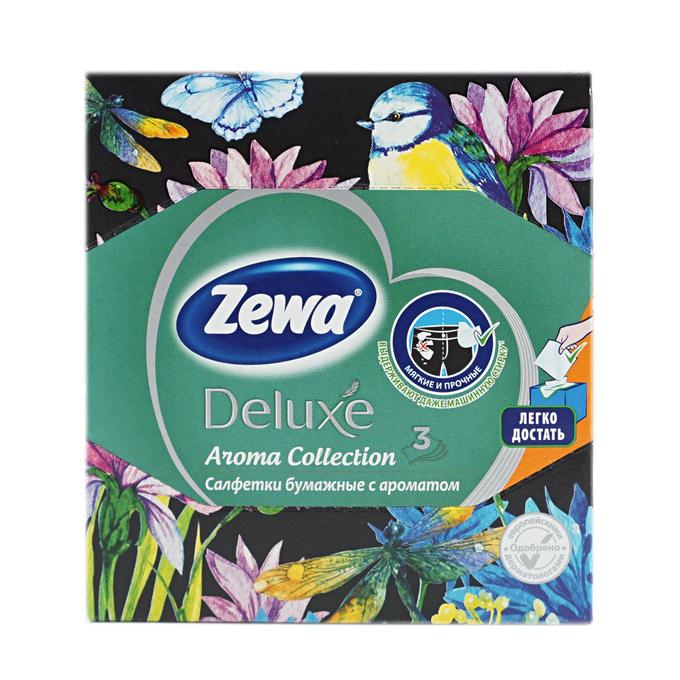 Zewa®
Deluxe
Aroma Collection
3
Салфетки бумажные с ароматом
МЯГКИЕ И ПРОЧНЫЕ
ВЫДЕРЖИВАЮТ ДАЖЕ МАШИННУЮ СТИРКУ
ЛЕГКО
ДОСТАТЬ
европейскими
Одобрено
дерматологами